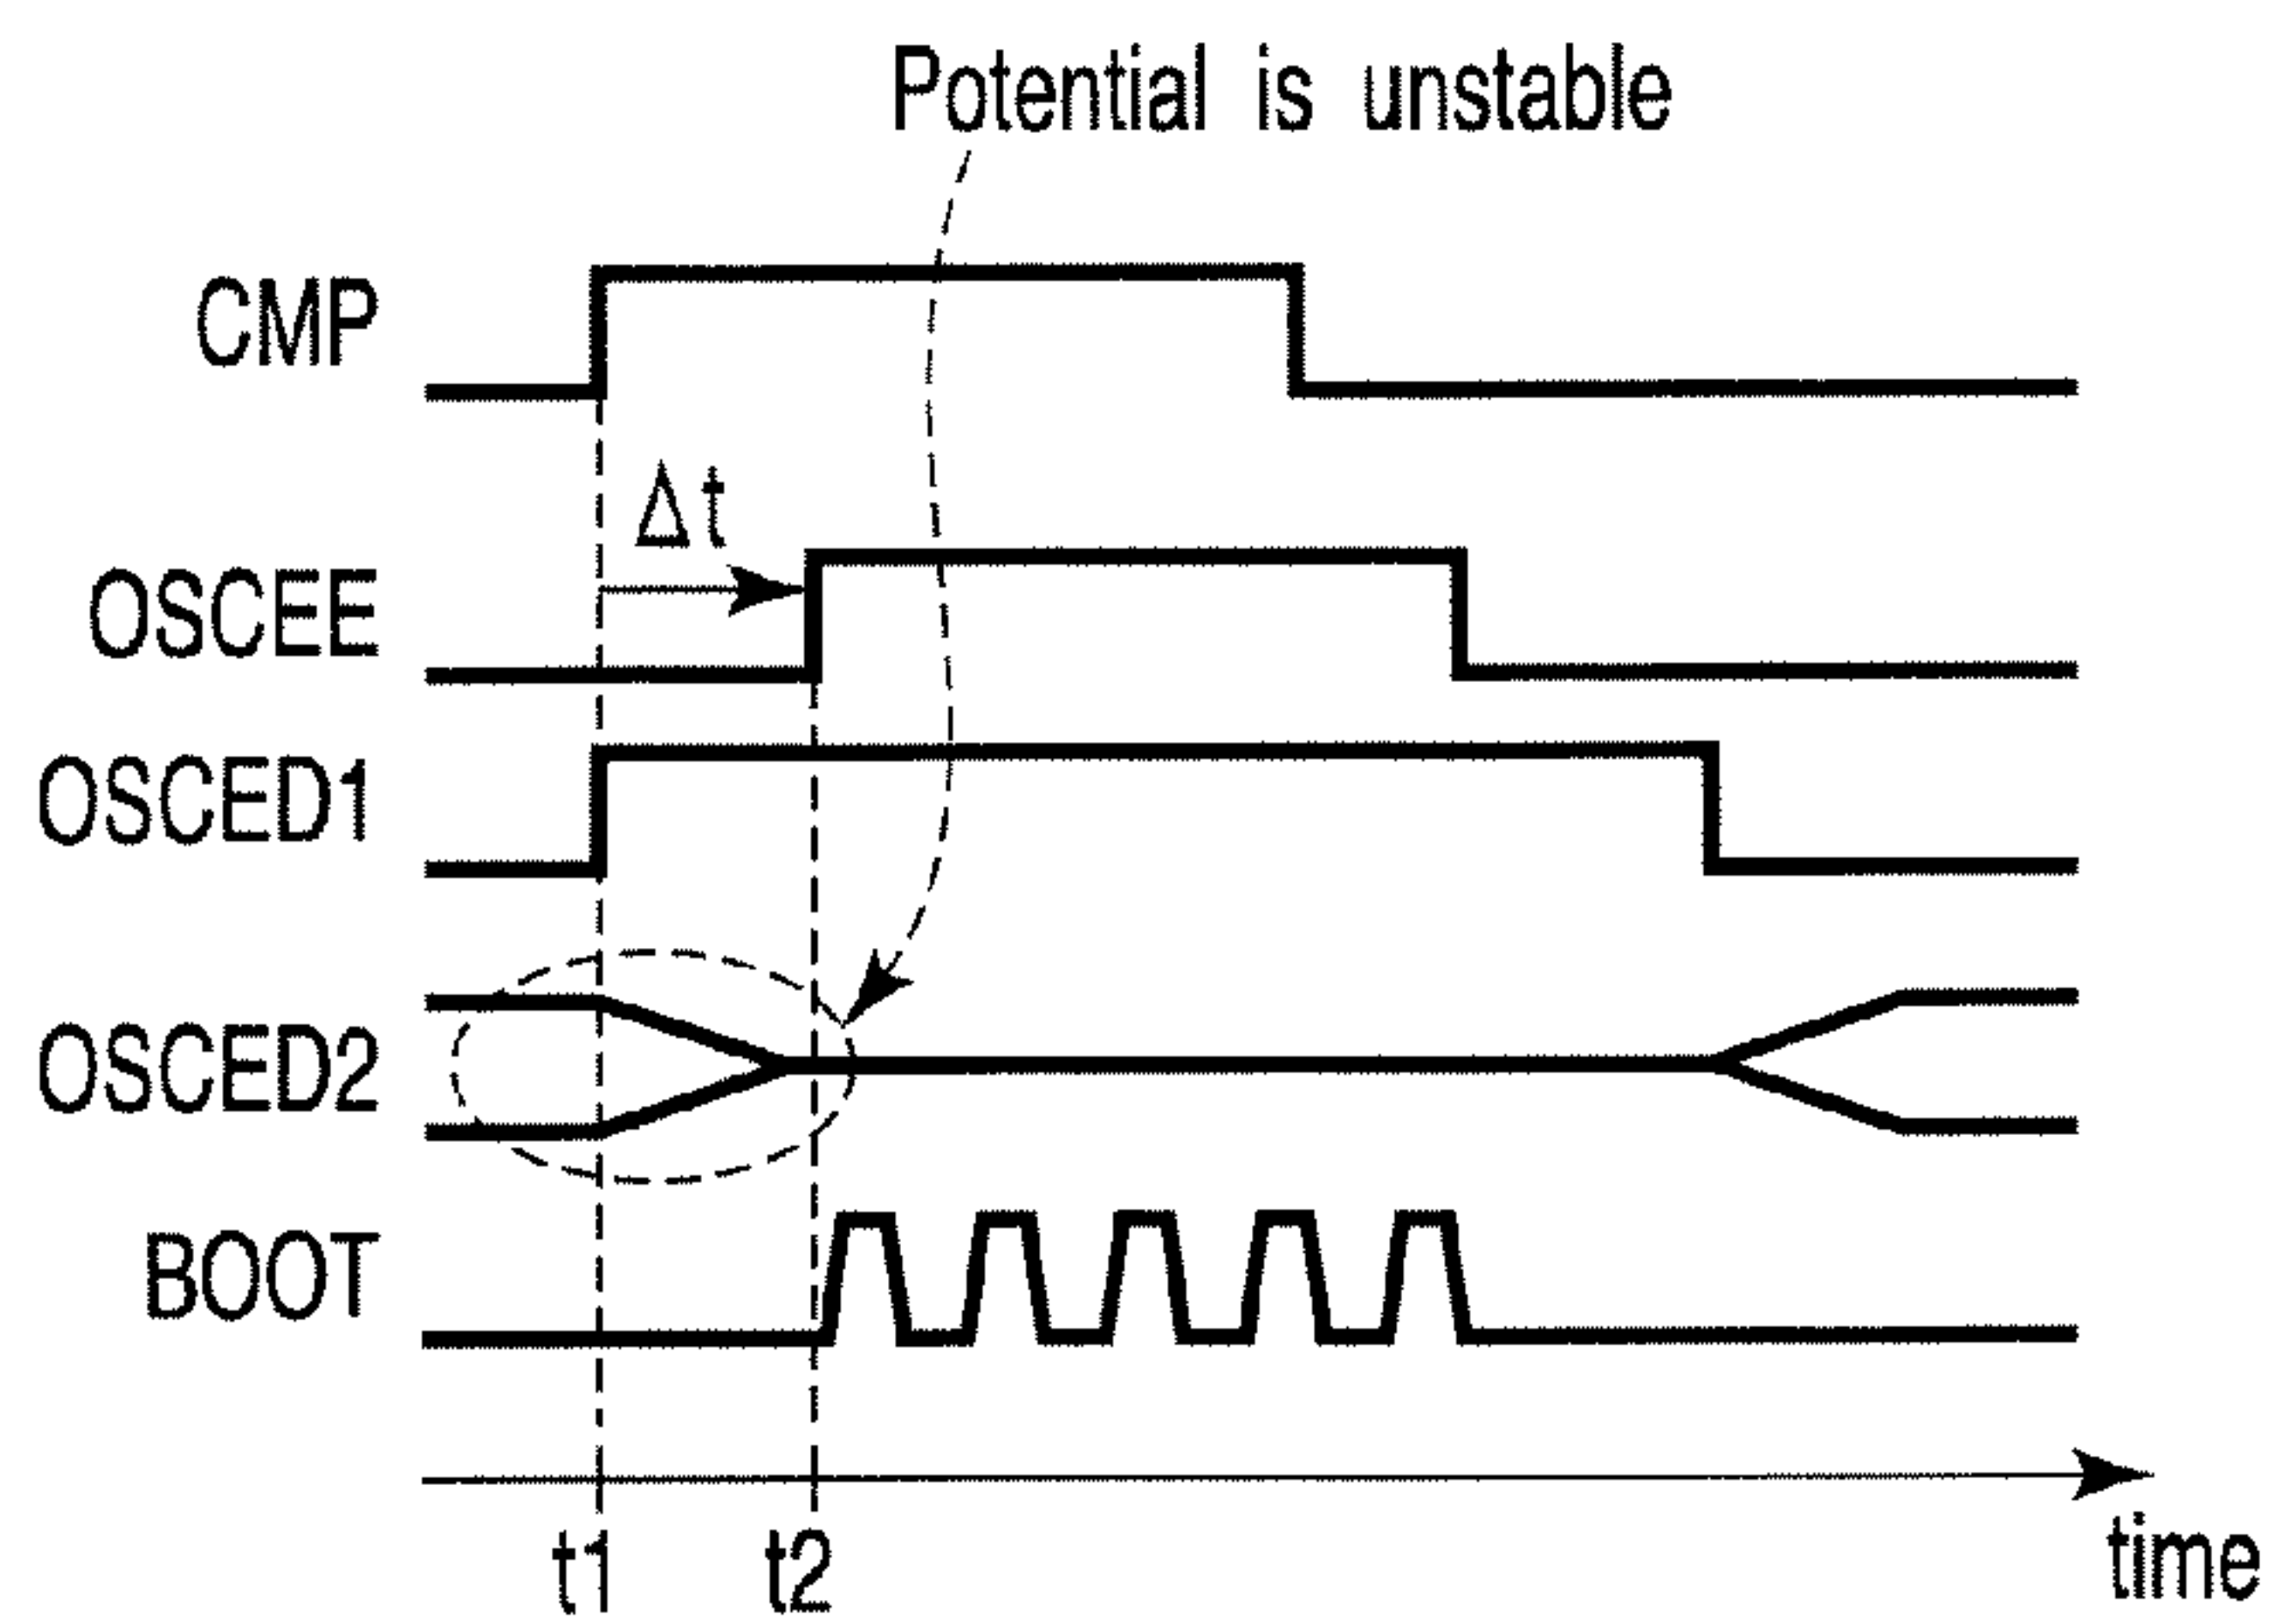 Potential is unstable
CMP
Δt
OSCEE
OSCED1
OSCED2
BOOT
t1
t2
time